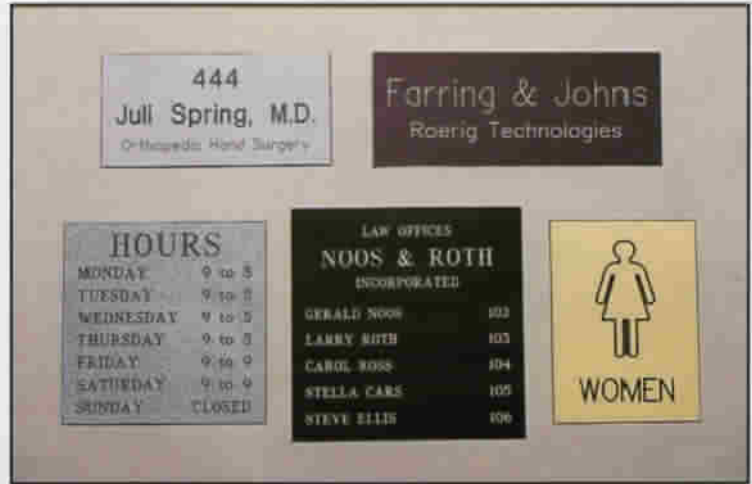 444
Juli Spring, M.D.
Orthopedic Hand Surgery
Farring & Johns
Roerig Technologies
HOURS
MONDAY 9 to 5
TUESDAY 9 to 5
WEDNESDAY 9 to 5
THURSDAY 9 to 5
FRIDAY 9 to 9
SATURDAY 9 to 9
SUNDAY CLOSED
LAW OFFICES
NOOS & ROTH
INCORPORATED
GERALD NOOS 102
LARRY ROTH 103
CAROL ROSS 104
STELLA CARS 105
STEVE ELLIS 106
WOMEN